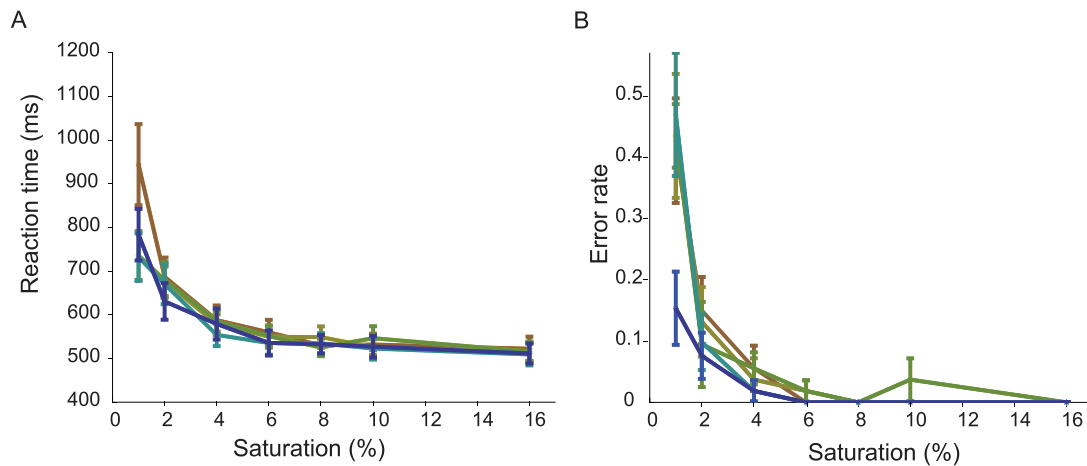 A
1200
1100
1000
900
800
700
600
500
400
0 2 4 6 8 10 12 14 16
Reaction time (ms)
Saturation (%)
B
0.5
0.4
0.3
0.2
0.1
0
0 2 4 6 8 10 12 14 16
Error rate
Saturation (%)